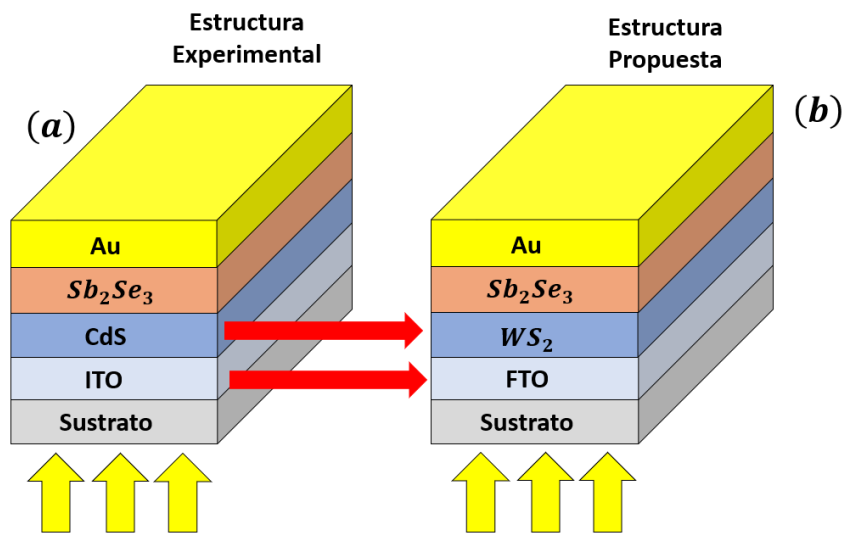 Estructura
Experimental
(a)
Au
Sb₂Se₃
CdS
ITO
Sustrato
Estructura
Propuesta
(b)
Au
Sb₂Se₃
WS₂
FTO
Sustrato